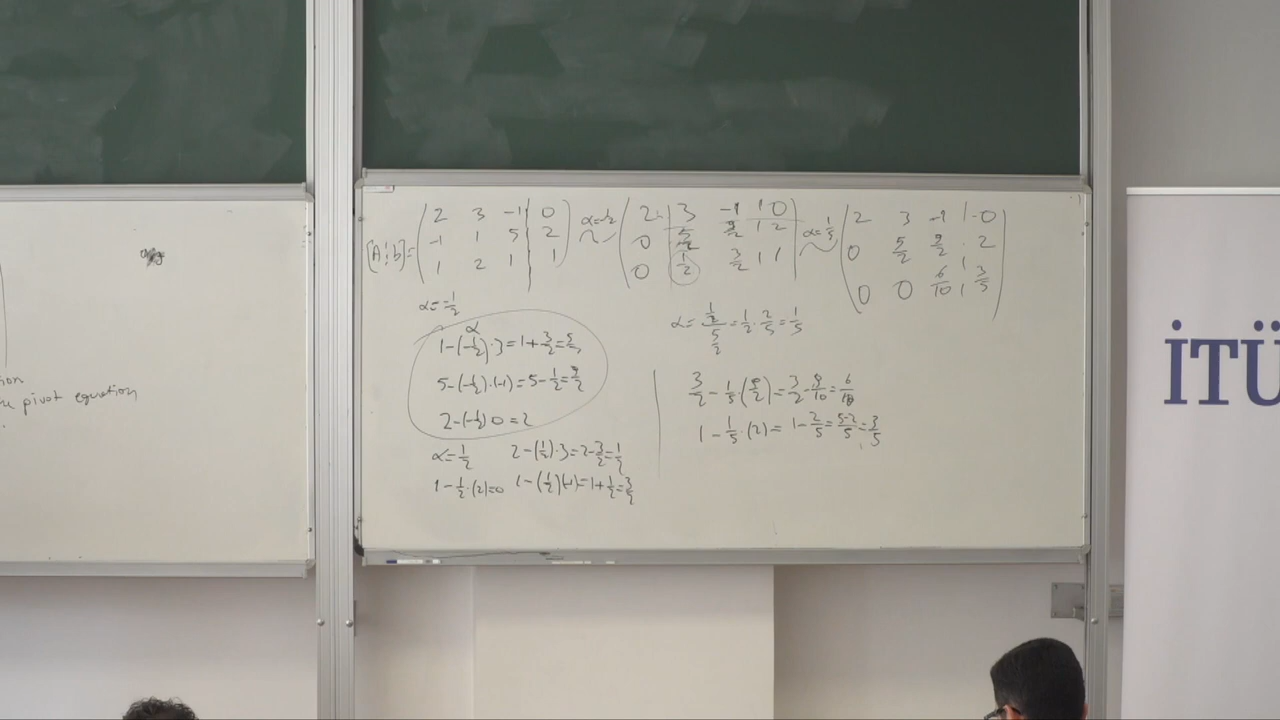 ion
pivot equation
[A¦b]= ( 2 3 -1 | 0 ) α=-1/2 ( 2 3 -1 | 0 ) α=1/5 ( 2 3 -1 | 0 )
-1 1 5 | 2 ~ 0 5/2 9/2 | 2 ~ 0 5/2 9/2 | 2
1 2 1 | 1 0 1/2 3/2 | 1 0 0 6/10 | 3/5
α=-1/2
α
1-(-1/2)·3=1+3/2=5/2
5-(-1/2)·(-1)=5-1/2=9/2
2-(-1/2)0=2
α=1/2 2-(1/2)·3=2-3/2=1/2
1-1/2·(2)=0 1-(1/2)(-1)=1+1/2=3/2
α=(1/2)/(5/2)=1/2·2/5=1/5
3/2-1/5·(9/2)=3/2-9/10=6/10
1-1/5·(2)=1-2/5=5-2/5=3/5
İTÜ